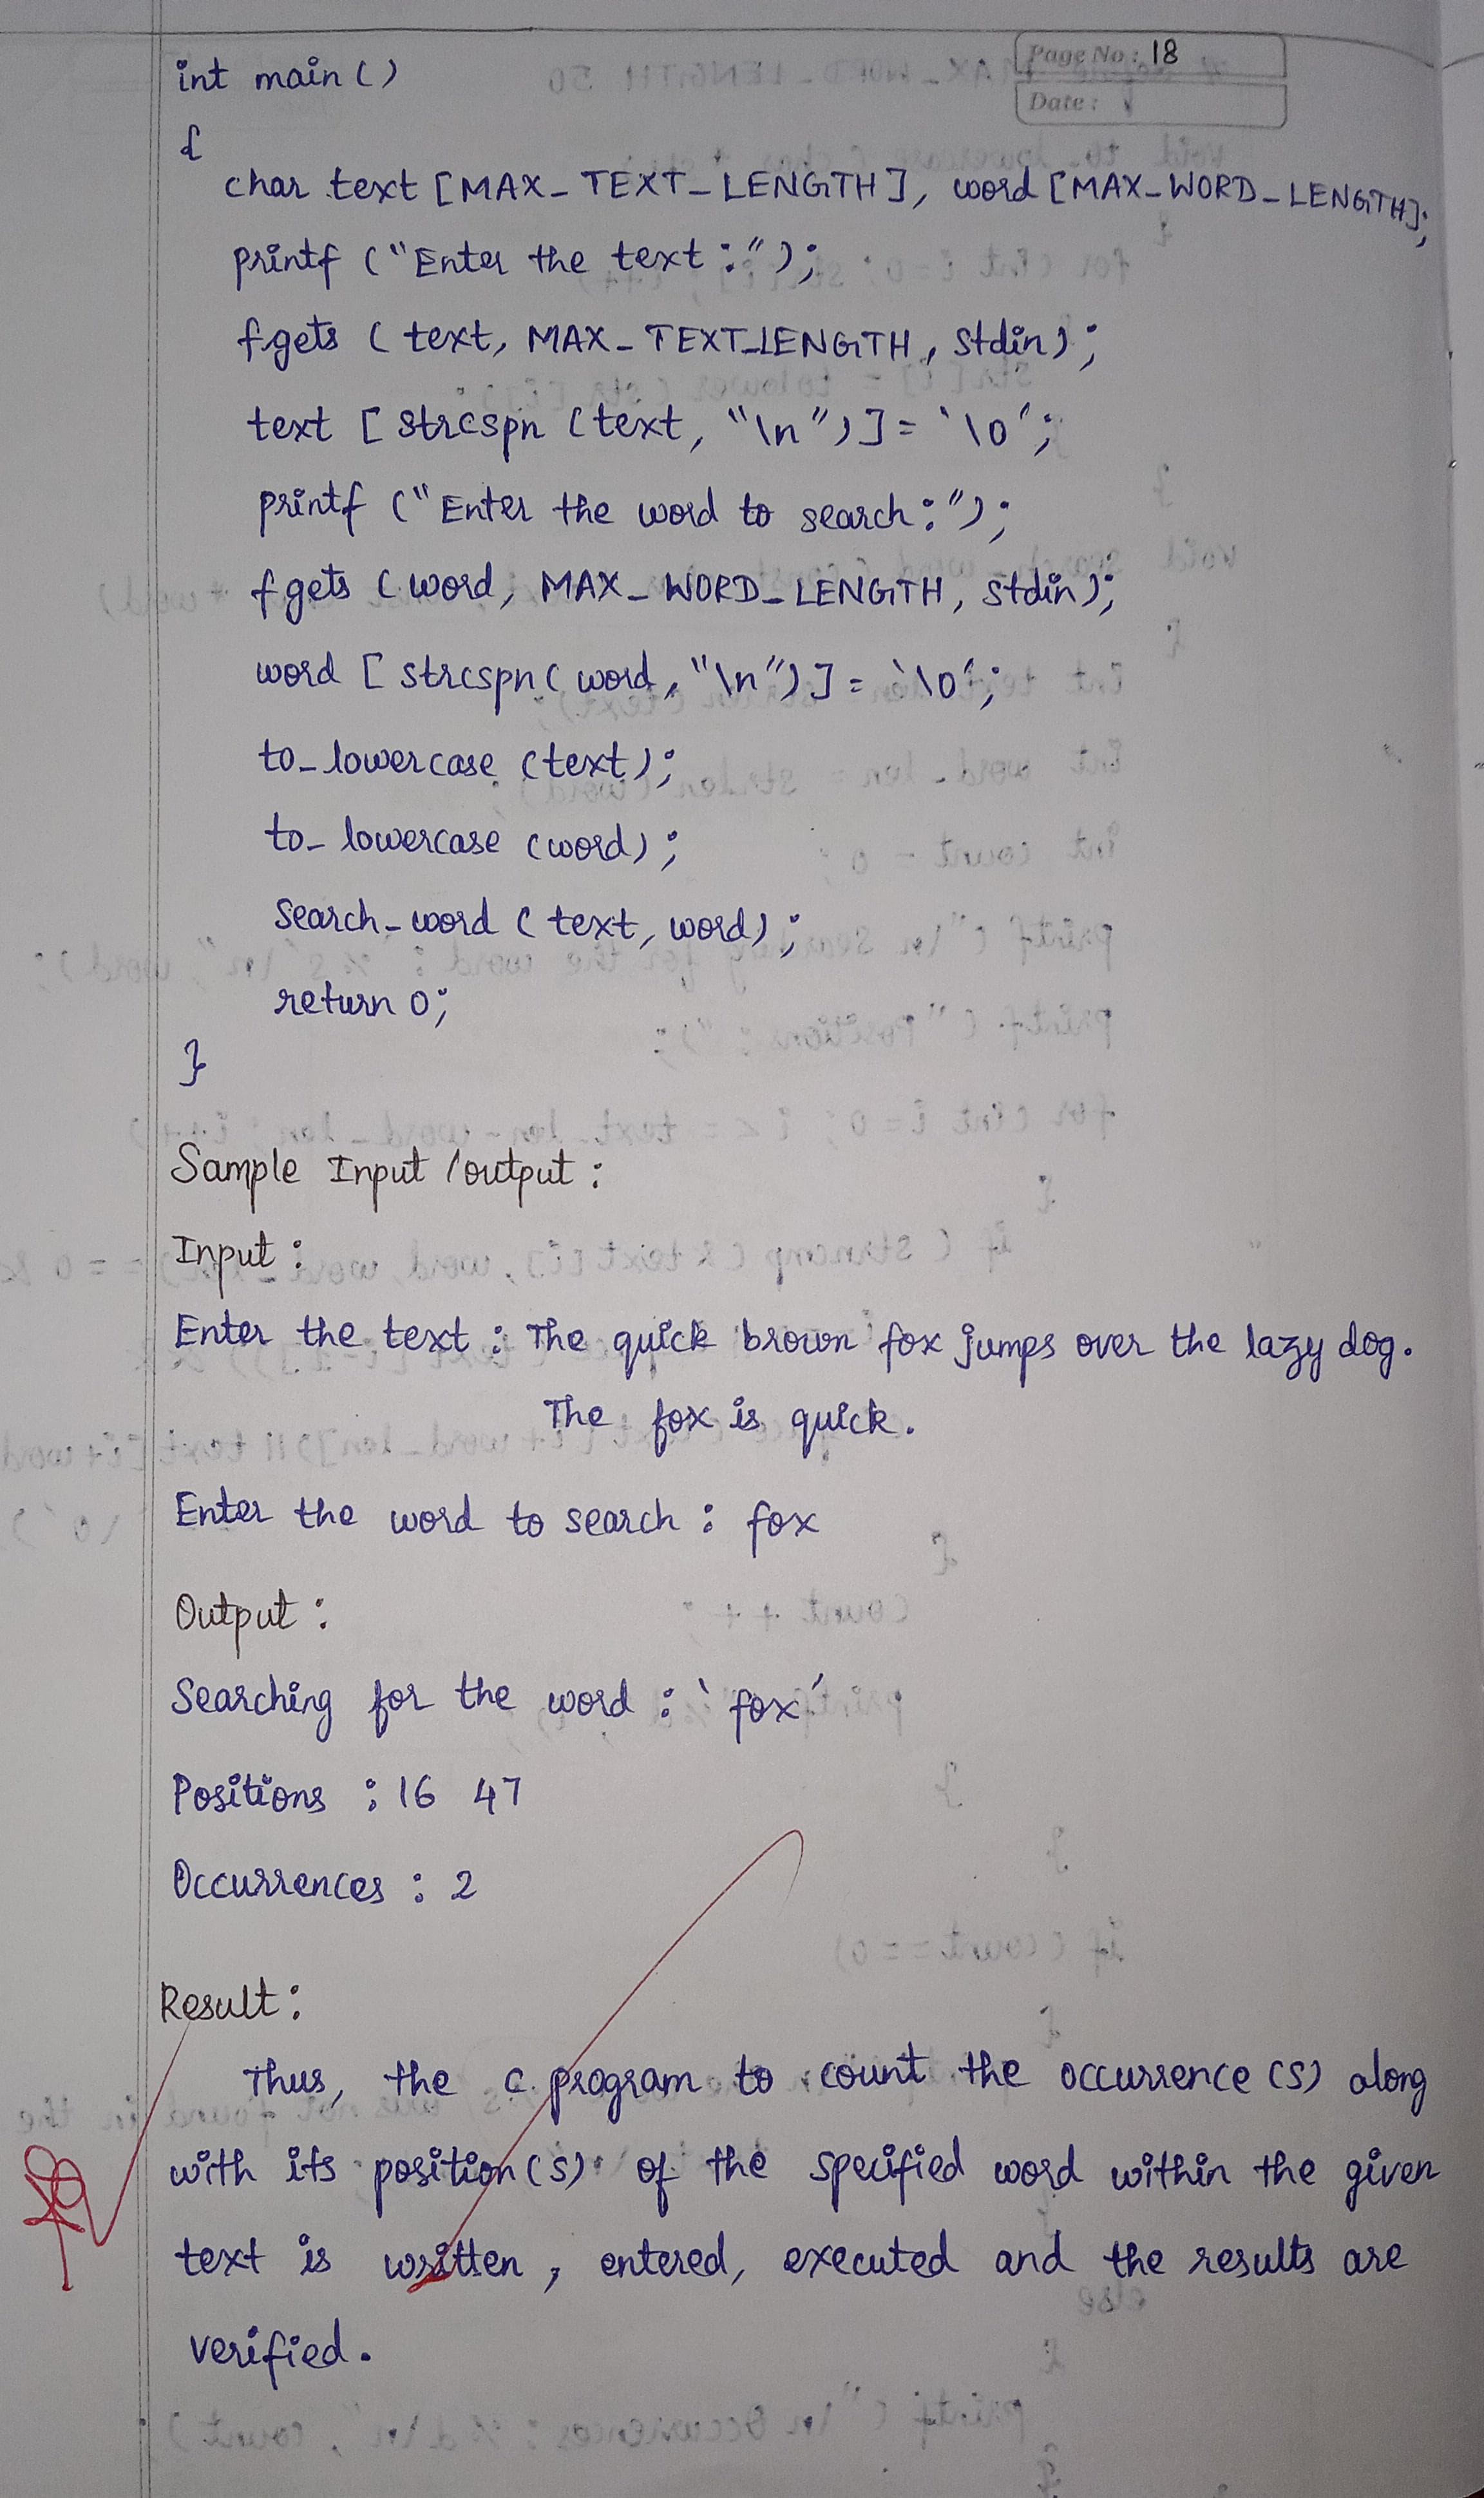 Page No: 18
Date:
int main()
{
char text [MAX_TEXT_LENGTH], word [MAX_WORD_LENGTH];
printf ("Enter the text:");
fgets (text, MAX_TEXT_LENGTH, stdin);
text [strcspn (text, "\n")]= '\0';
printf ("Enter the word to search:");
fgets (word, MAX_WORD_LENGTH, stdin);
word [strcspn( word, "\n")]= '\0';
to_lowercase (text);
to_lowercase (word);
search_word (text, word);
return 0;
}
Sample Input/output:
Input:
Enter the text: The quick brown fox jumps over the lazy dog.
The fox is quick.
Enter the word to search: fox
Output:
Searching for the word: 'fox'
Positions: 16 47
Occurrences: 2
Result:
Thus, the C program to count the occurrence(s) along
with its position(s) of the specified word within the given
text is written, entered, executed and the results are
verified.